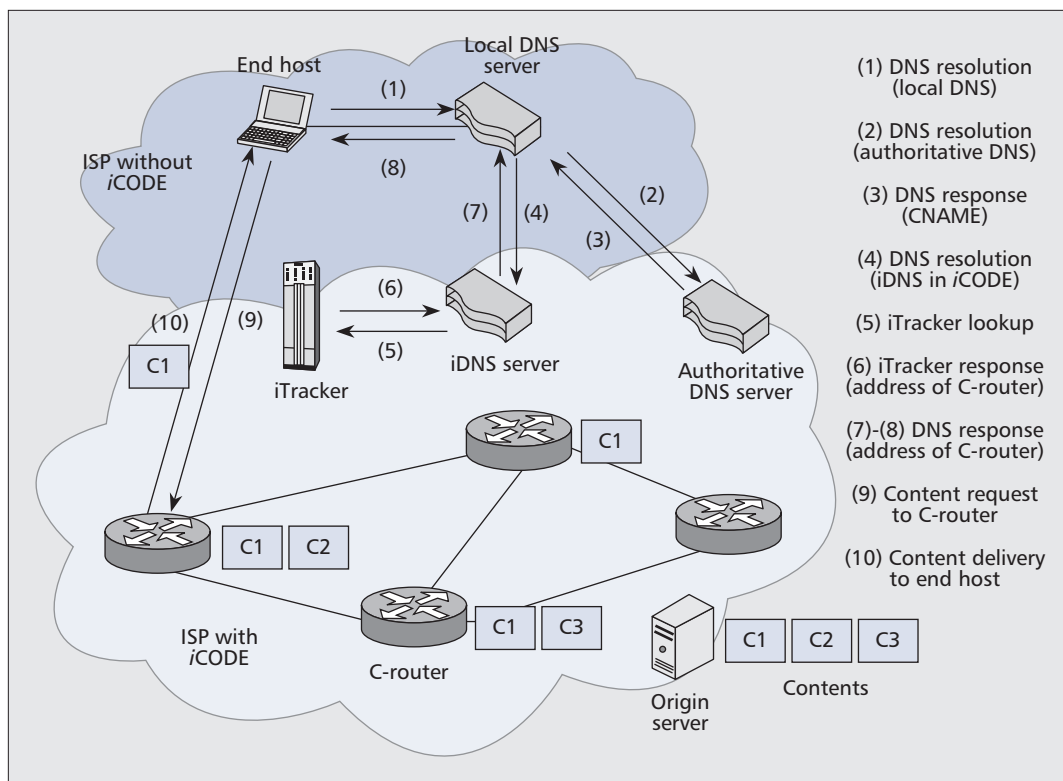 Local DNS
server
End host
(1)
(8)
ISP without
iCODE
(7)
(4)
(2)
(3)
(10)
(9)
(6)
(5)
C1
iTracker
iDNS server
Authoritative
DNS server
C1
C1
C2
C1
C3
ISP with
iCODE
C-router
C1
C2
C3
Origin
server
Contents
(1) DNS resolution
(local DNS)
(2) DNS resolution
(authoritative DNS)
(3) DNS response
(CNAME)
(4) DNS resolution
(iDNS in iCODE)
(5) iTracker lookup
(6) iTracker response
(address of C-router)
(7)-(8) DNS response
(address of C-router)
(9) Content request
to C-router
(10) Content delivery
to end host